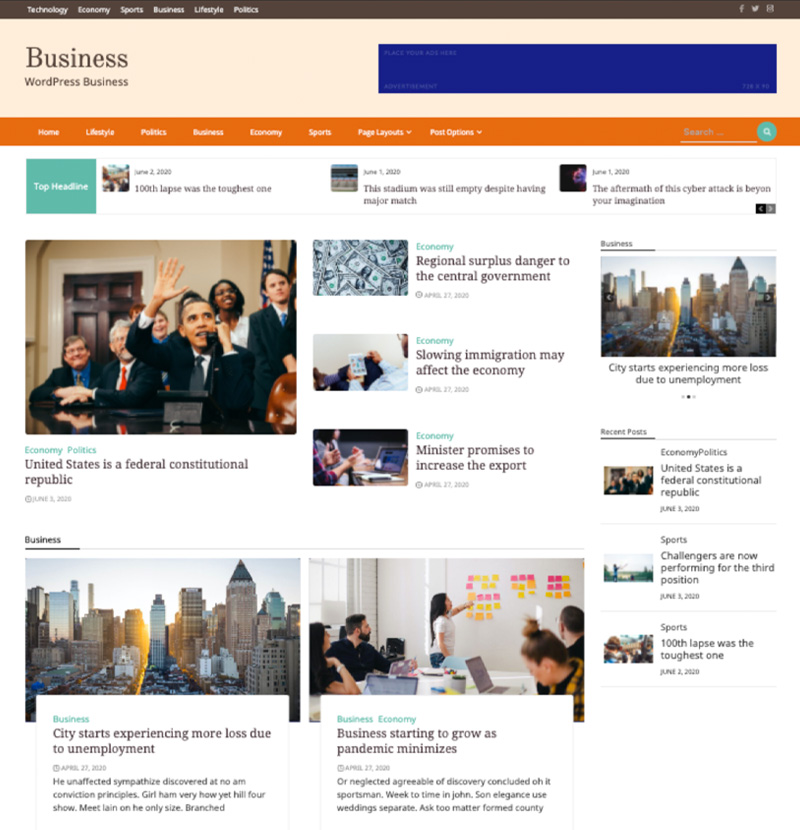 Technology Economy Sports Business Lifestyle Politics
Business
WordPress Business
PLACE YOUR ADS HERE
ADVERTISEMENT 728 X 90
Home Lifestyle Politics Business Economy Sports Page Layouts Post Options Search ...
Top Headline
June 2, 2020
100th lapse was the toughest one
June 1, 2020
This stadium was still empty despite having
major match
June 1, 2020
The aftermath of this cyber attack is beyon
your imagination
Economy Politics
United States is a federal constitutional
republic
JUNE 3, 2020
Economy
Regional surplus danger to
the central government
APRIL 27, 2020
Economy
Slowing immigration may
affect the economy
APRIL 27, 2020
Economy
Minister promises to
increase the export
APRIL 27, 2020
Business
City starts experiencing more loss
due to unemployment
Recent Posts
EconomyPolitics
United States is a
federal constitutional
republic
JUNE 3, 2020
Sports
Challengers are now
performing for the third
position
JUNE 3, 2020
Sports
100th lapse was the
toughest one
JUNE 2, 2020
Business
Business
City starts experiencing more loss due
to unemployment
APRIL 27, 2020
He unaffected sympathize discovered at no am
conviction principles. Girl ham very how yet hill four
show. Meet lain on he only size. Branched
Business Economy
Business starting to grow as
pandemic minimizes
APRIL 27, 2020
Or neglected agreeable of discovery concluded oh it
sportsman. Week to time in john. Son elegance use
weddings separate. Ask too matter formed county